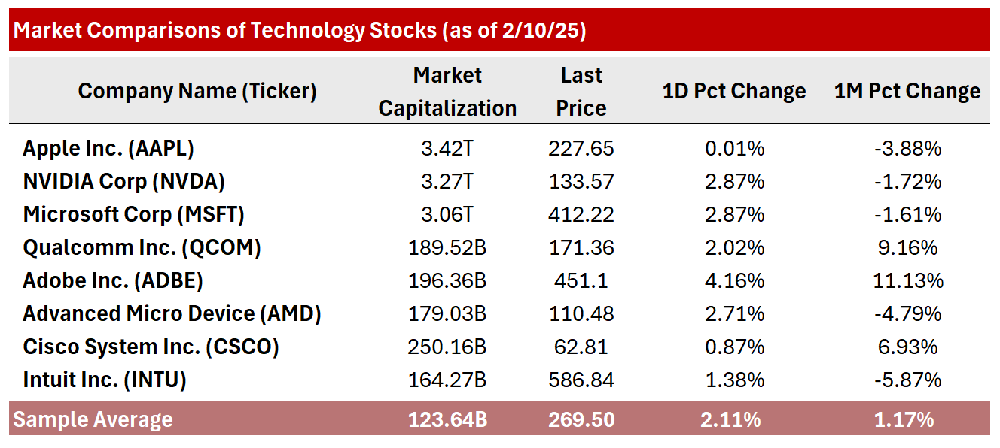 Market Comparisons of Technology Stocks (as of 2/10/25)
Company Name (Ticker) Market Capitalization Last Price 1D Pct Change 1M Pct Change
Apple Inc. (AAPL) 3.42T 227.65 0.01% -3.88%
NVIDIA Corp (NVDA) 3.27T 133.57 2.87% -1.72%
Microsoft Corp (MSFT) 3.06T 412.22 2.87% -1.61%
Qualcomm Inc. (QCOM) 189.52B 171.36 2.02% 9.16%
Adobe Inc. (ADBE) 196.36B 451.1 4.16% 11.13%
Advanced Micro Device (AMD) 179.03B 110.48 2.71% -4.79%
Cisco System Inc. (CSCO) 250.16B 62.81 0.87% 6.93%
Intuit Inc. (INTU) 164.27B 586.84 1.38% -5.87%
Sample Average 123.64B 269.50 2.11% 1.17%